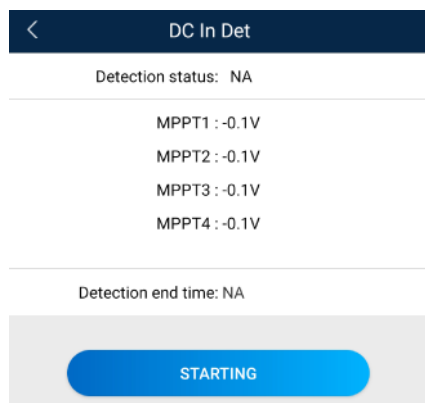 DC In Det
Detection status: NA
MPPT1 : -0.1V
MPPT2 : -0.1V
MPPT3 : -0.1V
MPPT4 : -0.1V
Detection end time: NA
STARTING